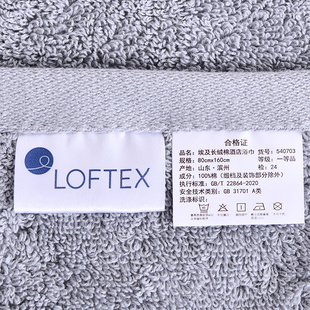 LOFTEX
合格证
品名：埃及长绒棉酒店浴巾 货号：540703
规格：80cmx160cm 等级：一等品
产地：山东·滨州 检：24
成分：100%棉（缎档及装饰部分除外）
执行标准：GB/T 22864-2020
安全技术类别：GB 31701 A类
洗涤标识：